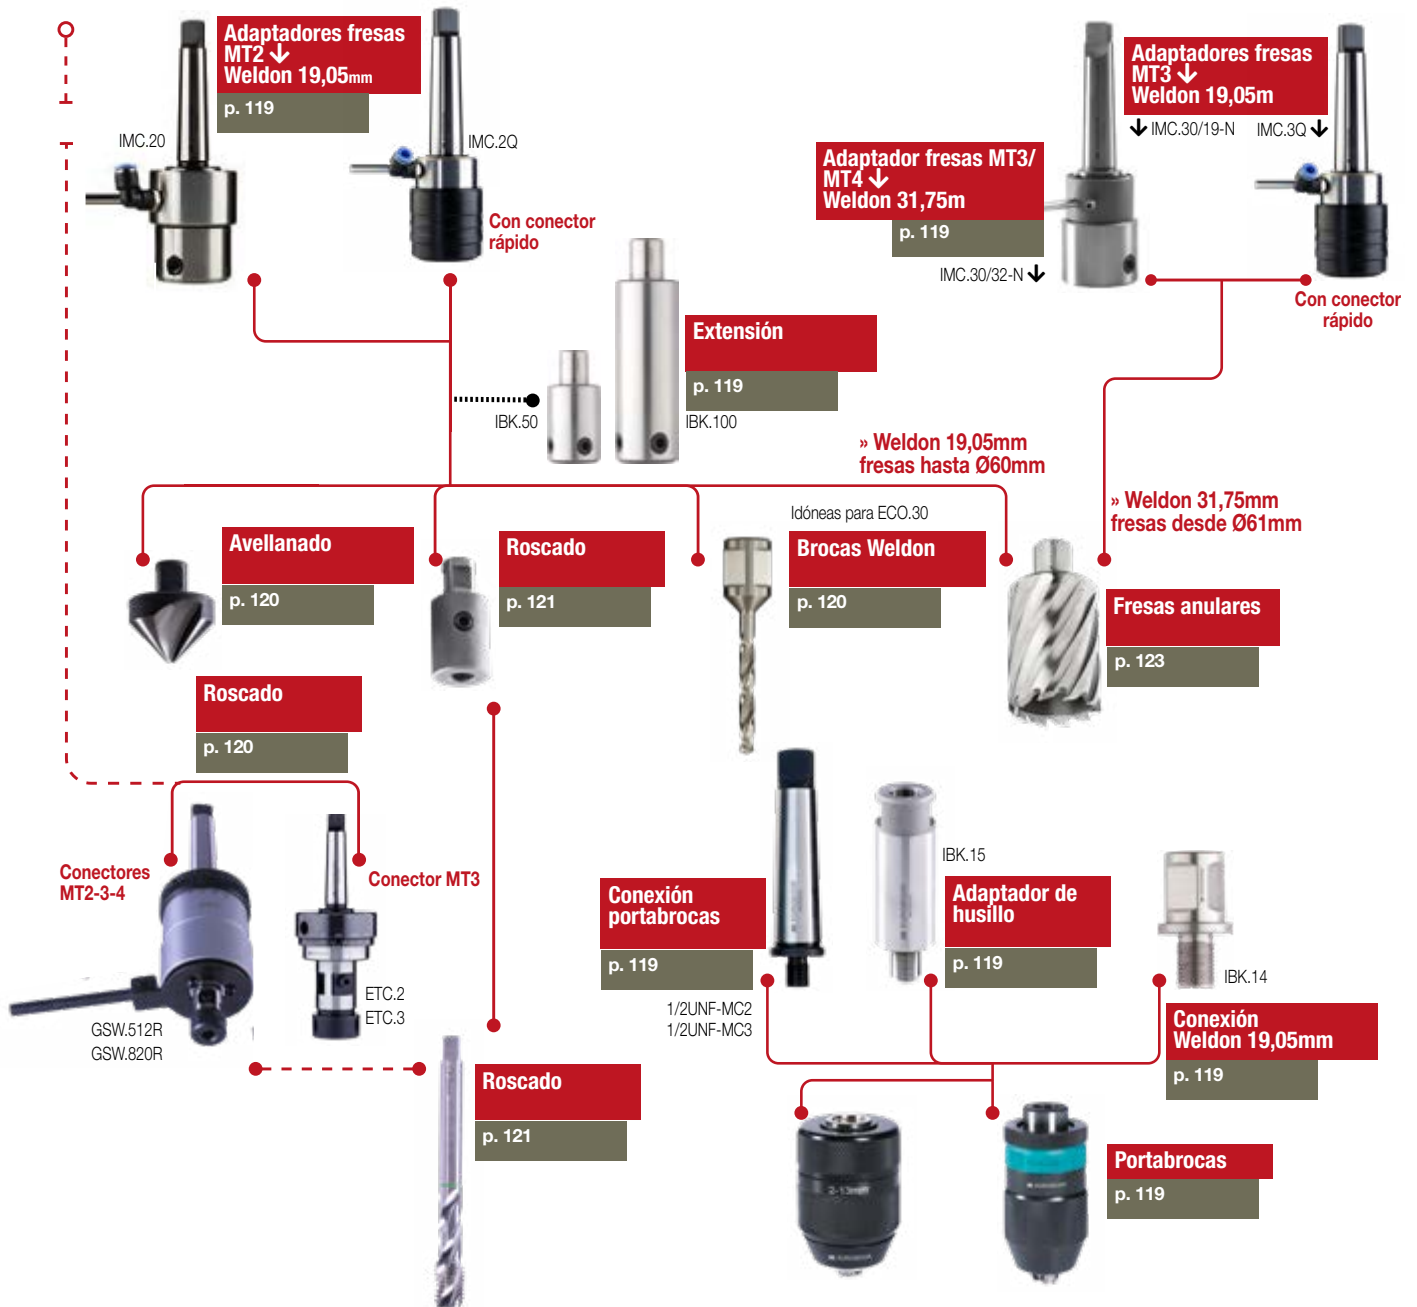 Adaptadores fresas
MT2 ↓
Weldon 19,05mm
p. 119
IMC.20
IMC.2Q
Con conector
rápido
Adaptadores fresas
MT3 ↓
Weldon 19,05m
↓ IMC.30/19-N
IMC.3Q ↓
Adaptador fresas MT3/
MT4 ↓
Weldon 31,75m
p. 119
IMC.30/32-N ↓
Con conector
rápido
Extensión
p. 119
IBK.50
IBK.100
» Weldon 19,05mm
fresas hasta Ø60mm
» Weldon 31,75mm
fresas desde Ø61mm
Avellanado
p. 120
Roscado
p. 121
Idóneas para ECO.30
Brocas Weldon
p. 120
Fresas anulares
p. 123
Roscado
p. 120
Conectores
MT2-3-4
Conector MT3
GSW.512R
GSW.820R
ETC.2
ETC.3
Conexión
portabrocas
p. 119
1/2UNF-MC2
1/2UNF-MC3
IBK.15
Adaptador de
husillo
p. 119
IBK.14
Conexión
Weldon 19,05mm
p. 119
Roscado
p. 121
2-13mm
Portabrocas
p. 119